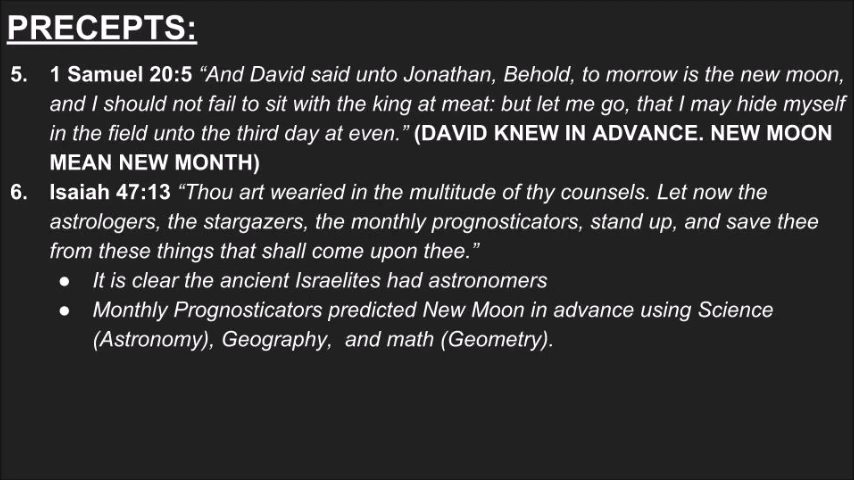 PRECEPTS:
5. 1 Samuel 20:5 “And David said unto Jonathan, Behold, to morrow is the new moon,
and I should not fail to sit with the king at meat: but let me go, that I may hide myself
in the field unto the third day at even.” (DAVID KNEW IN ADVANCE. NEW MOON
MEAN NEW MONTH)
6. Isaiah 47:13 “Thou art wearied in the multitude of thy counsels. Let now the
astrologers, the stargazers, the monthly prognosticators, stand up, and save thee
from these things that shall come upon thee.”
● It is clear the ancient Israelites had astronomers
● Monthly Prognosticators predicted New Moon in advance using Science
(Astronomy), Geography, and math (Geometry).